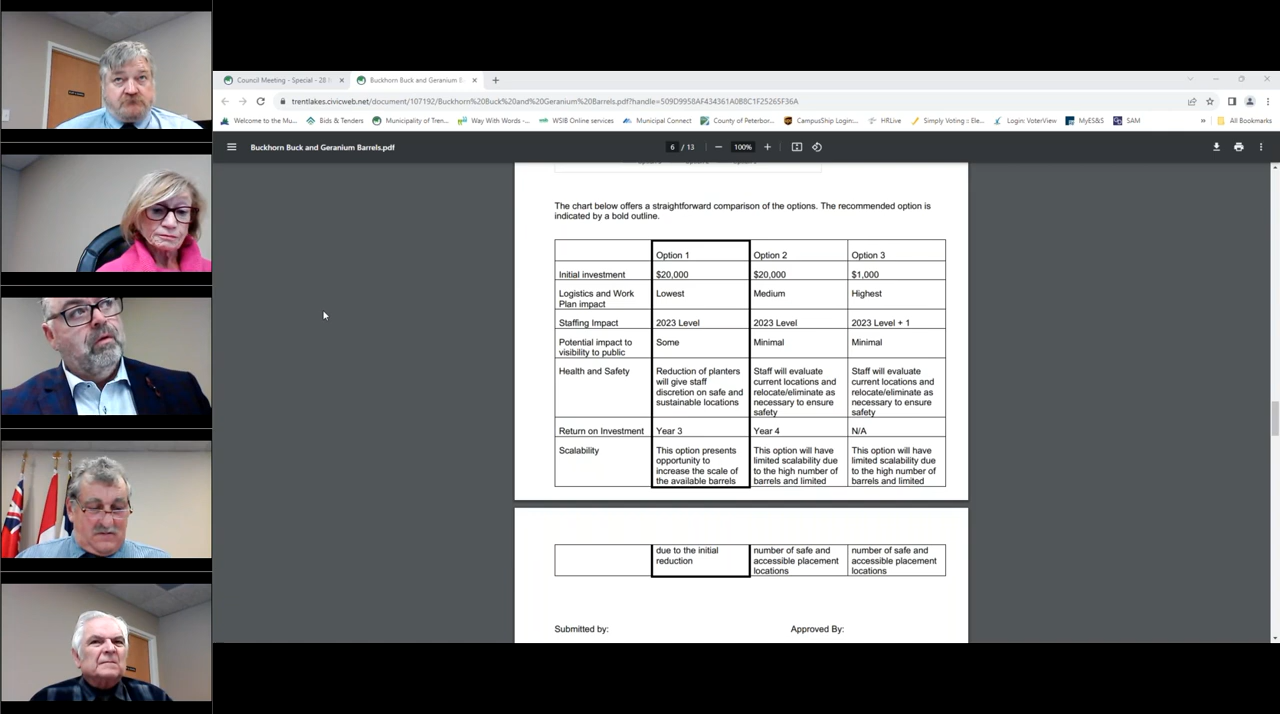 Council Meeting - Special - 28
Buckhorn Buck and Geranium B
trentlakes.civicweb.net/document/107192/Buckhorn%20Buck%20and%20Geranium%20Barrels.pdf?handle=509D9958AF434361A0B8C1F25265F36A
Welcome to the Mu... Bids & Tenders Municipality of Tren... Way With Words -... WSIB Online services Municipal Connect County of Peterbor... CampusShip Login... HRLive Simply Voting :: Ele... Login: VoterView MyES&S SAM » All Bookmarks
Buckhorn Buck and Geranium Barrels.pdf 6 / 13 100%
The chart below offers a straightforward comparison of the options. The recommended option is
indicated by a bold outline.
Option 1 Option 2 Option 3
Initial investment $20,000 $20,000 $1,000
Logistics and Work Lowest Medium Highest
Plan impact
Staffing Impact 2023 Level 2023 Level 2023 Level + 1
Potential impact to Some Minimal Minimal
visibility to public
Health and Safety Reduction of planters Staff will evaluate Staff will evaluate
will give staff current locations and current locations and
discretion on safe and relocate/eliminate as relocate/eliminate as
sustainable locations necessary to ensure necessary to ensure
safety safety
Return on Investment Year 3 Year 4 N/A
Scalability This option presents This option will have This option will have
opportunity to limited scalability due limited scalability due
increase the scale of to the high number of to the high number of
the available barrels barrels and limited barrels and limited
due to the initial number of safe and number of safe and
reduction accessible placement accessible placement
locations locations
Submitted by: Approved By: